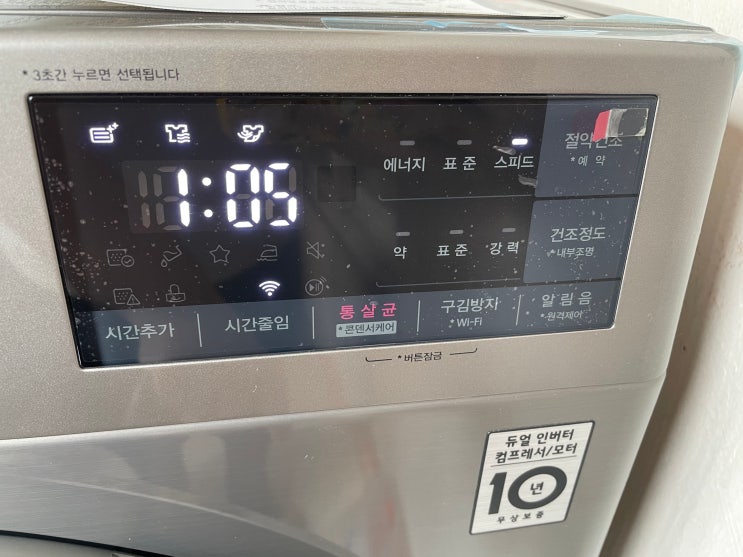 * 3초간 누르면 선택됩니다
1:05
에너지 표준 스피드
절약건조
* 예 약
약 표준 강력
건조정도
* 내부조명
시간추가
시간줄임
통살균
* 콘덴서케어
구김방지
* Wi-Fi
알림음
* 원격제어
* 버튼잠금
듀얼 인버터
컴프레서/모터
10년
무상보증